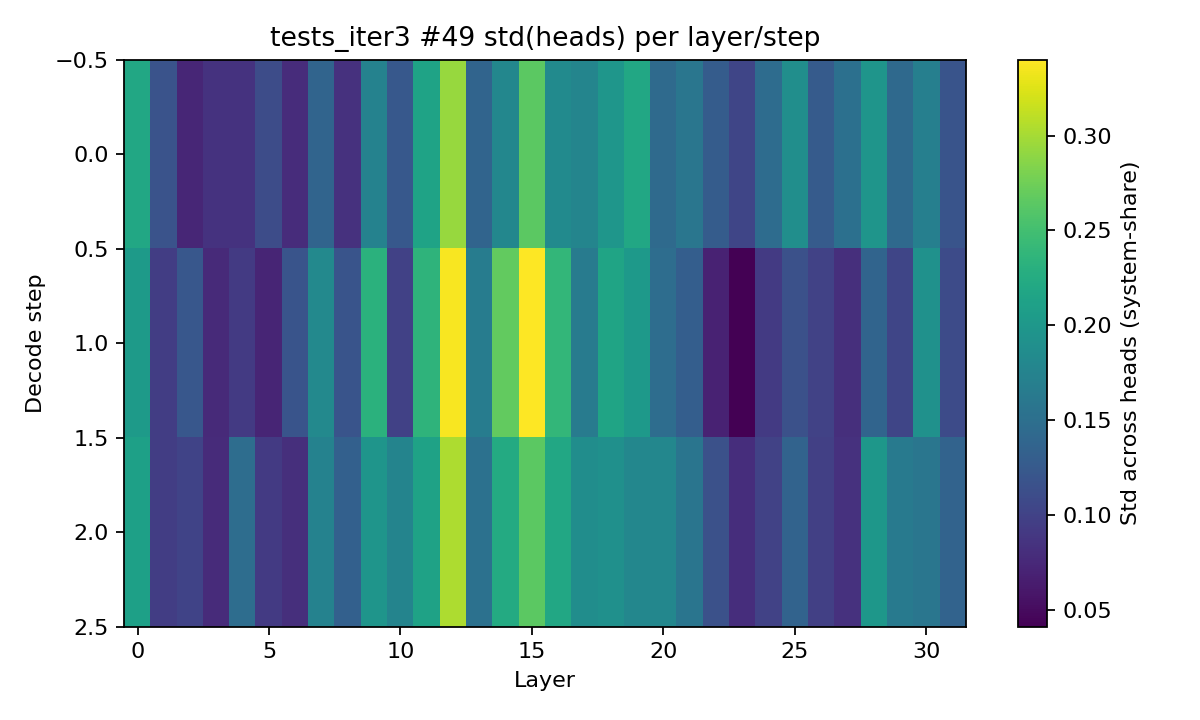 tests_iter3 #49 std(heads) per layer/step
−0.5
0.0
0.5
1.0
1.5
2.0
2.5
Decode step
0 5 10 15 20 25 30
Layer
0.30
0.25
0.20
0.15
0.10
0.05
Std across heads (system-share)